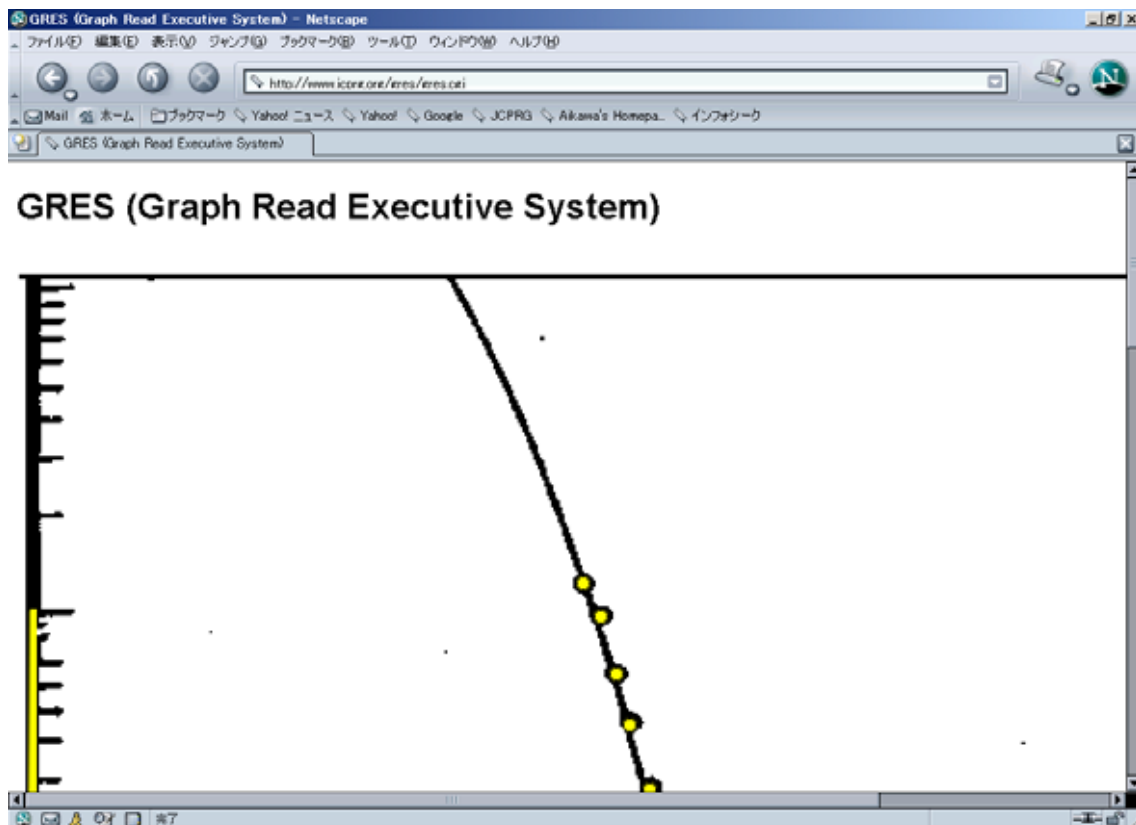 GRES (Graph Read Executive System) - Netscape
ファイル(F) 編集(E) 表示(V) ジャンプ(G) ブックマーク(B) ツール(T) ウィンドウ(W) ヘルプ(H)
Mail ホーム ブックマーク Yahoo! ニュース Yahoo! Google JCPRG Aikawa's Homepa... インフォシーク
GRES (Graph Read Executive System)
GRES (Graph Read Executive System)
完了